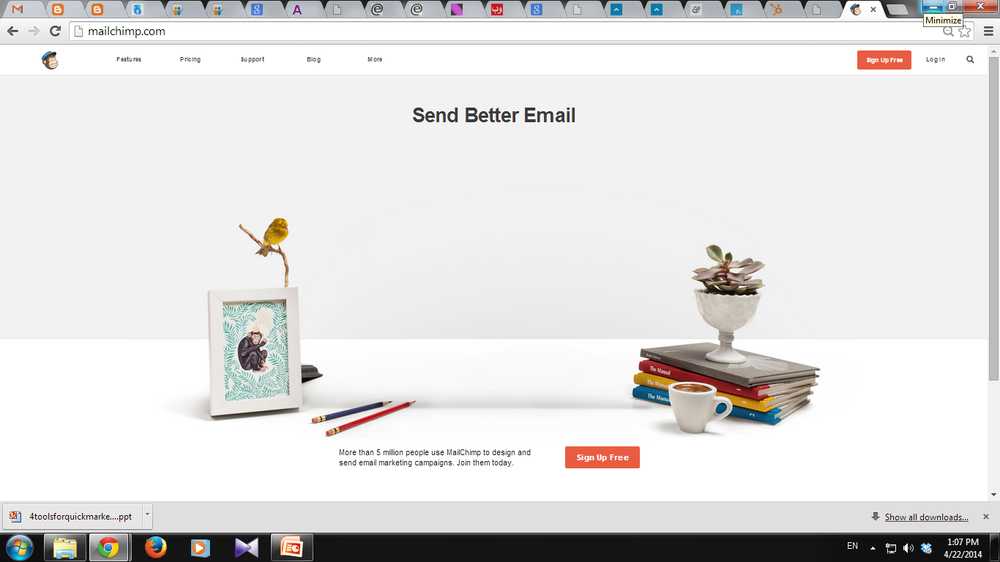 Minimize
mailchimp.com
Features Pricing Support Blog More Sign Up Free Log In
Send Better Email
The Manual
The Manual
The Manual
3
2
More than 5 million people use MailChimp to design and
send email marketing campaigns. Join them today.
Sign Up Free
4toolsforquickmarke....ppt
Show all downloads...
EN
1:07 PM
4/22/2014